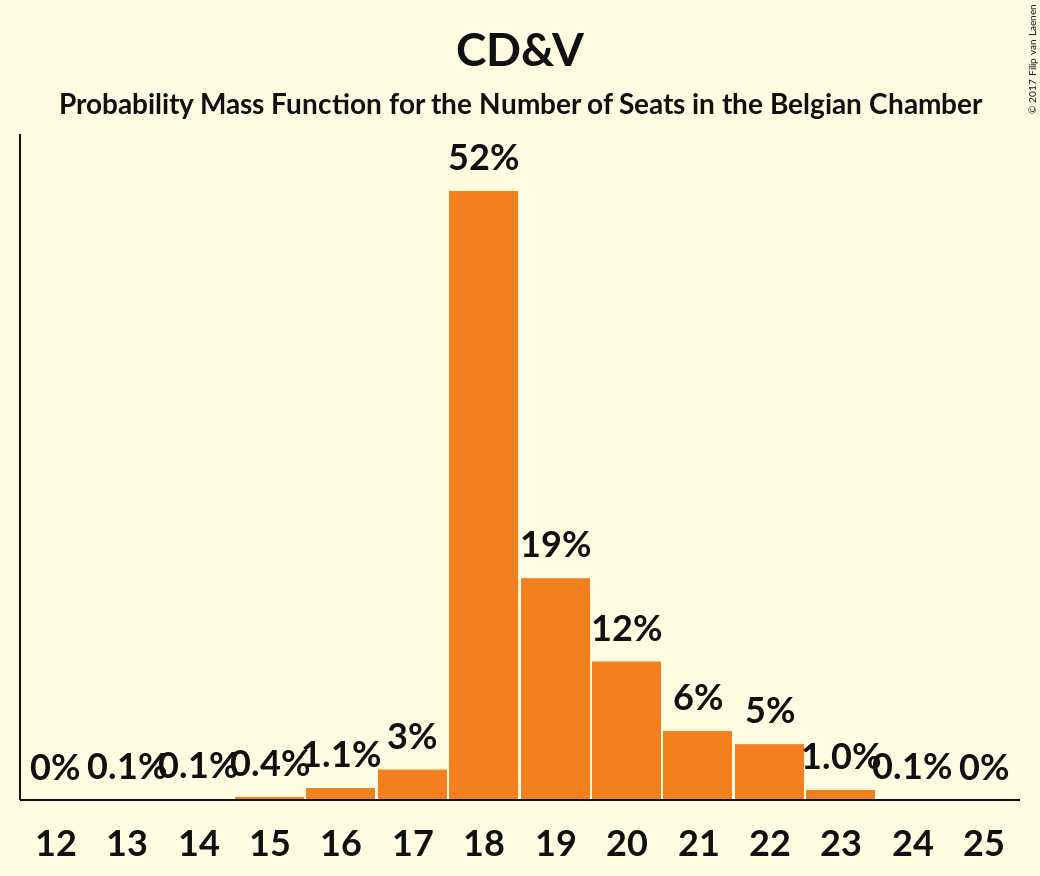 CD&V
Probability Mass Function for the Number of Seats in the Belgian Chamber
© 2017 Filip van Laenen
52%
19%
12%
6%
5%
3%
1.1%
1.0%
0% 0.1% 0.1% 0.4% 0.1% 0%
12 13 14 15 16 17 18 19 20 21 22 23 24 25